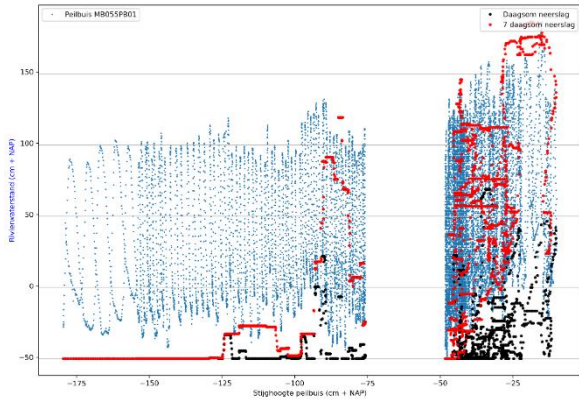 Peilbuis MB055PB01
Daagsom neerslag
7 daagsom neerslag
Rivierwaterstand (cm + NAP)
150
100
50
0
−50
−175
−150
−125
−100
−75
−50
−25
Stijghoogte peilbuis (cm + NAP)